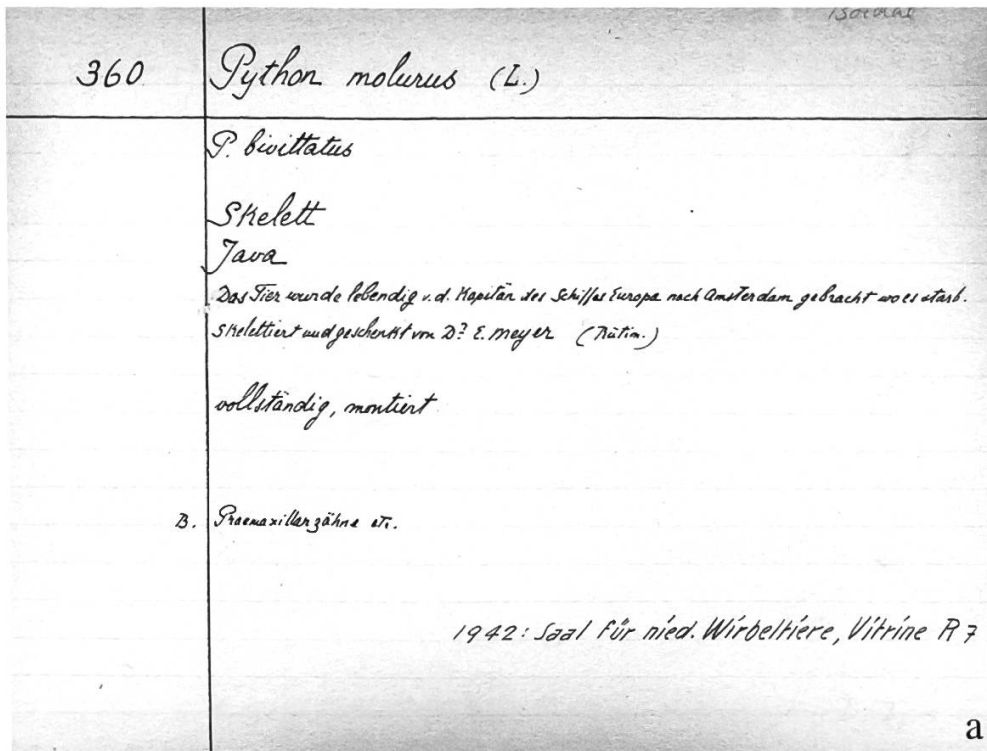 Boidae
360 Python molurus (L.)
P. bivittatus
Skelett
Java
Das Tier wurde lebendig v. d. Kapitän des Schiffes Europa nach Amsterdam gebracht wo es starb.
Skelettiert und geschenkt von Dr. E. Meyer (Rütim.)
vollständig, montiert
B. Praemaxillarzähne etc.
1942: Saal für nied. Wirbeltiere, Vitrine R 7
a